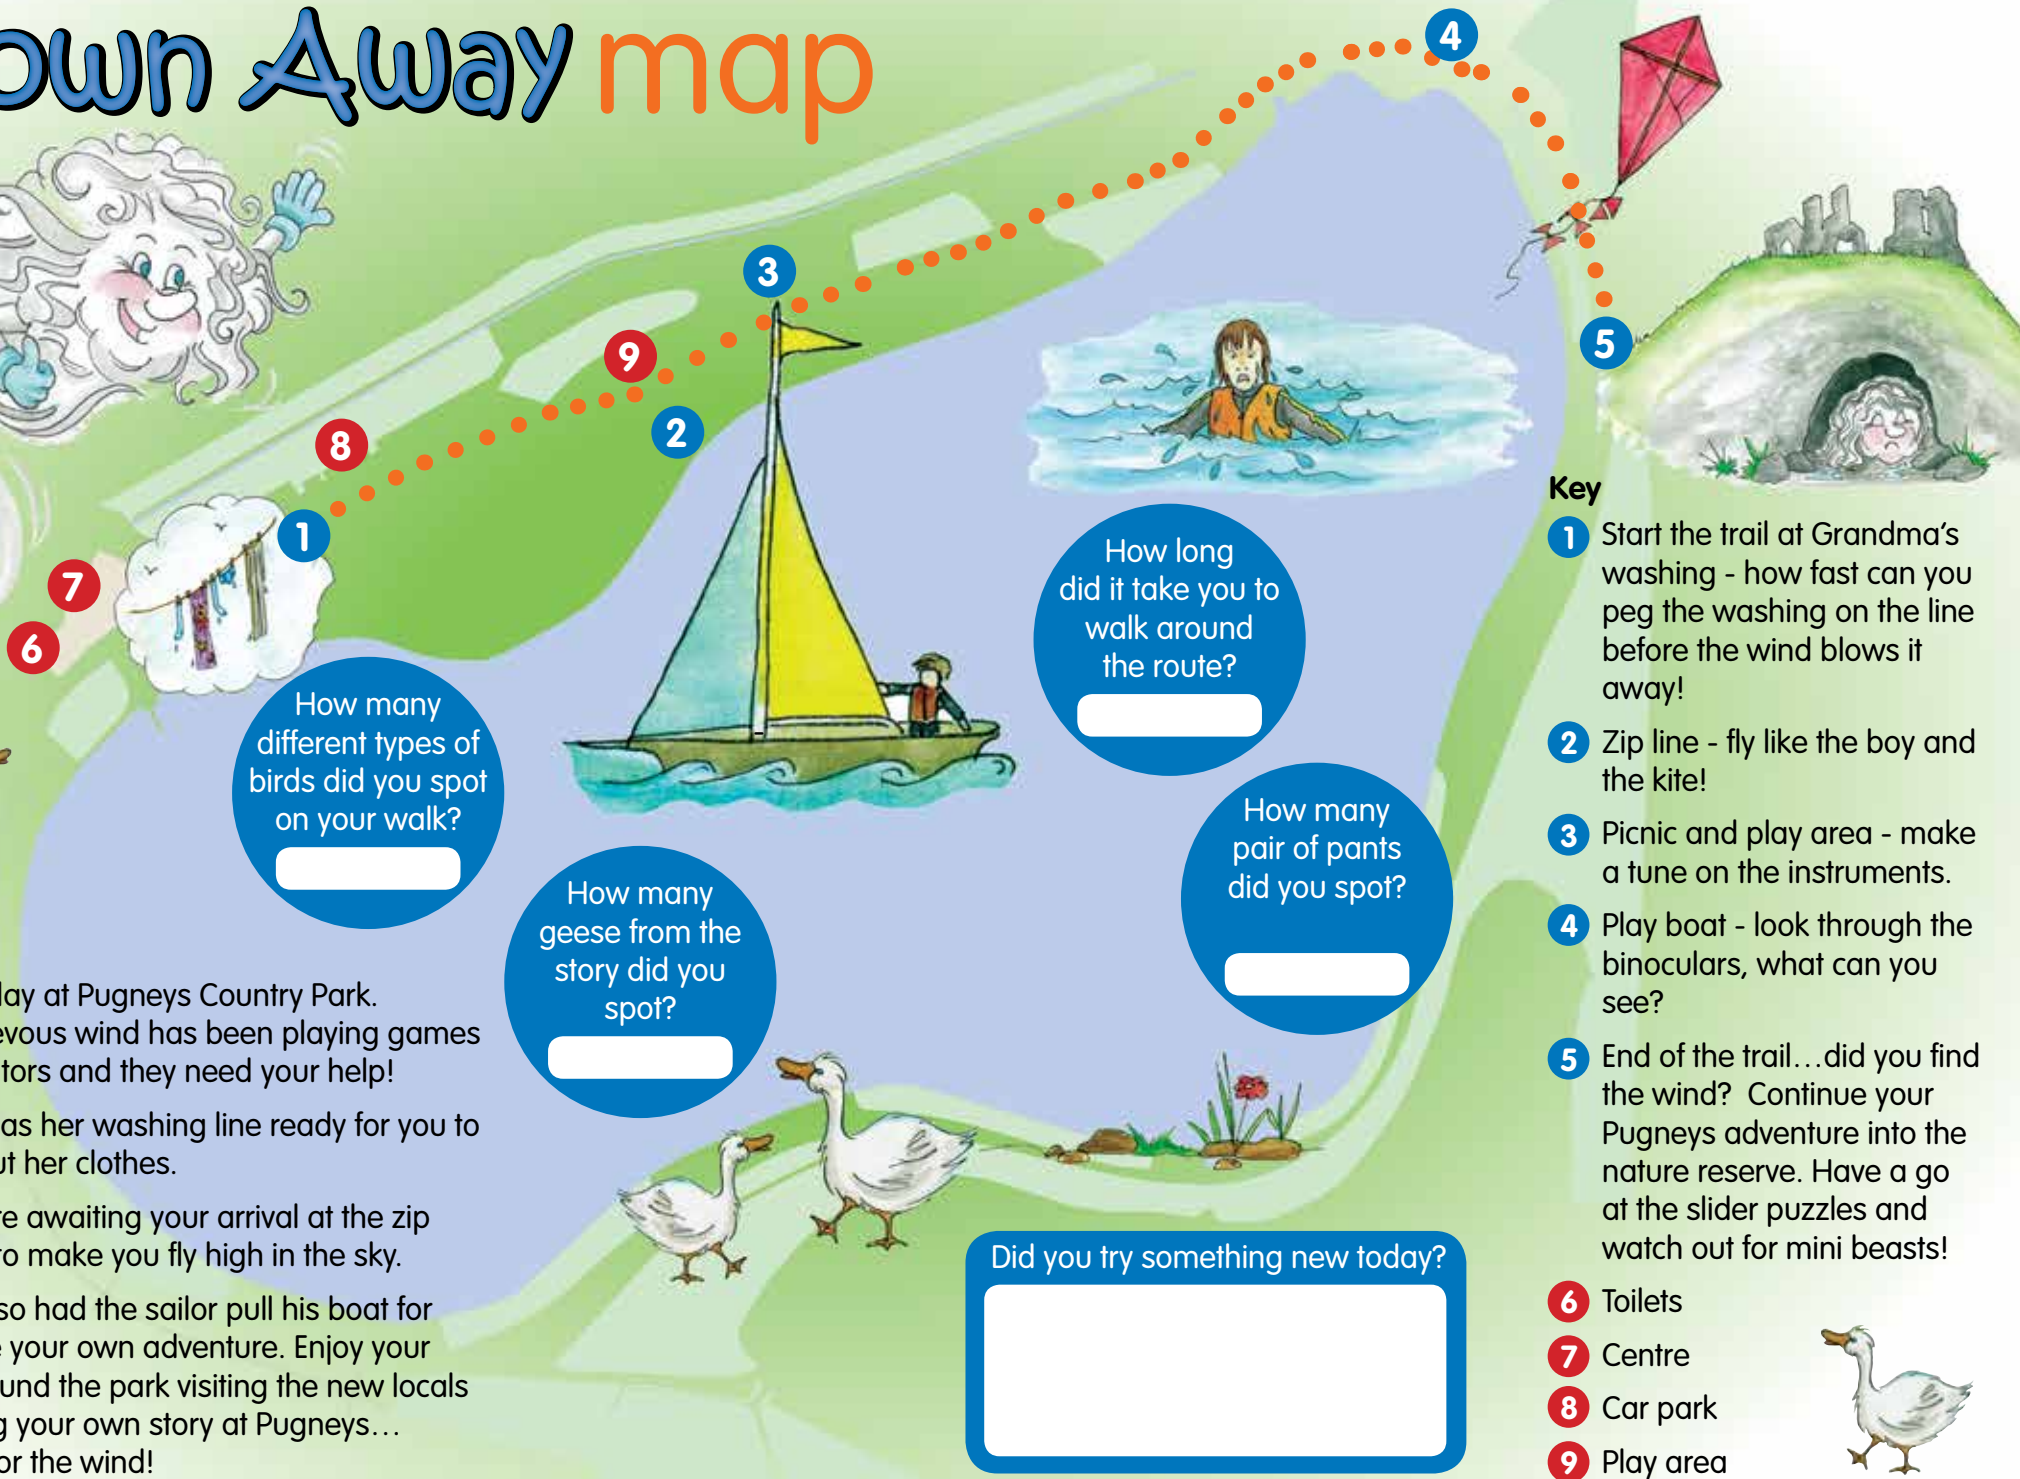 own Away map
4
3
5
9
2
8
1
7
6
How long
did it take you to
walk around
the route?
How many
different types of
birds did you spot
on your walk?
How many
pair of pants
did you spot?
How many
geese from the
story did you
spot?
lay at Pugneys Country Park.
evous wind has been playing games
tors and they need your help!
as her washing line ready for you to
ut her clothes.
re awaiting your arrival at the zip
to make you fly high in the sky.
so had the sailor pull his boat for
e your own adventure. Enjoy your
und the park visiting the new locals
g your own story at Pugneys…
or the wind!
Did you try something new today?
Key
1 Start the trail at Grandma's
washing - how fast can you
peg the washing on the line
before the wind blows it
away!
2 Zip line - fly like the boy and
the kite!
3 Picnic and play area - make
a tune on the instruments.
4 Play boat - look through the
binoculars, what can you
see?
5 End of the trail…did you find
the wind? Continue your
Pugneys adventure into the
nature reserve. Have a go
at the slider puzzles and
watch out for mini beasts!
6 Toilets
7 Centre
8 Car park
9 Play area